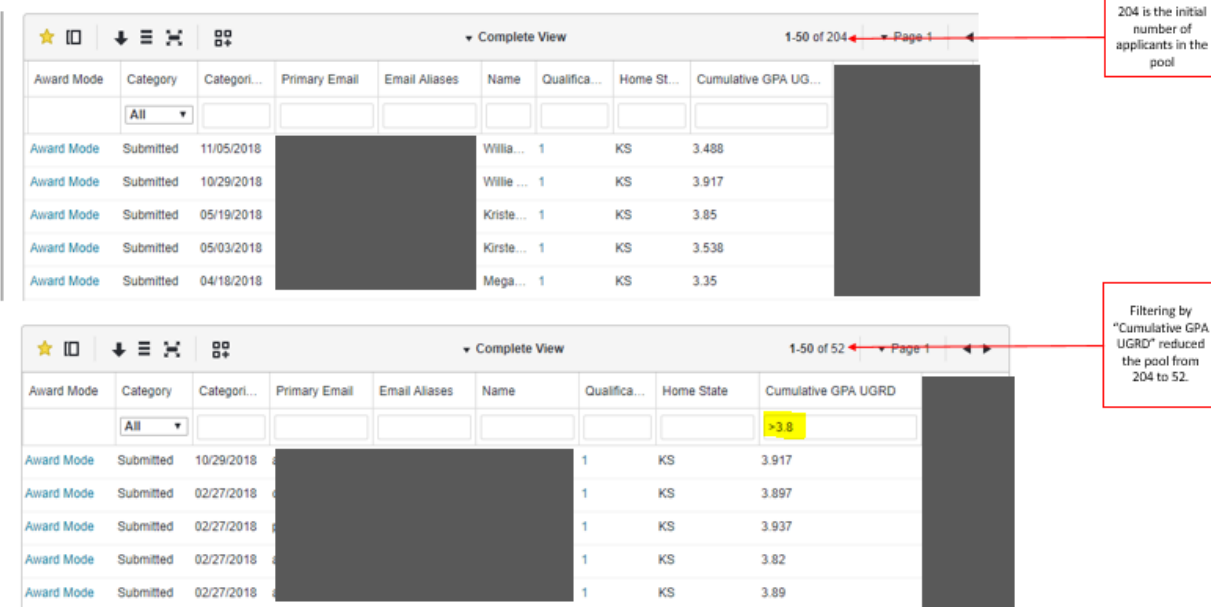 204 is the initial
number of
applicants in the
pool
Complete View 1-50 of 204 Page 1
Award Mode Category Categori... Primary Email Email Aliases Name Qualifica... Home St... Cumulative GPA UG...
All
Award Mode Submitted 11/05/2018 Willia... 1 KS 3.488
Award Mode Submitted 10/29/2018 Willie ... 1 KS 3.917
Award Mode Submitted 05/19/2018 Kriste... 1 KS 3.85
Award Mode Submitted 05/03/2018 Kirste... 1 KS 3.538
Award Mode Submitted 04/18/2018 Mega... 1 KS 3.35
Filtering by
"Cumulative GPA
UGRD" reduced
the pool from
204 to 52.
Complete View 1-50 of 52 Page 1
Award Mode Category Categori... Primary Email Email Aliases Name Qualifica... Home State Cumulative GPA UGRD
All >3.8
Award Mode Submitted 10/29/2018 1 KS 3.917
Award Mode Submitted 02/27/2018 1 KS 3.897
Award Mode Submitted 02/27/2018 1 KS 3.937
Award Mode Submitted 02/27/2018 1 KS 3.82
Award Mode Submitted 02/27/2018 1 KS 3.89